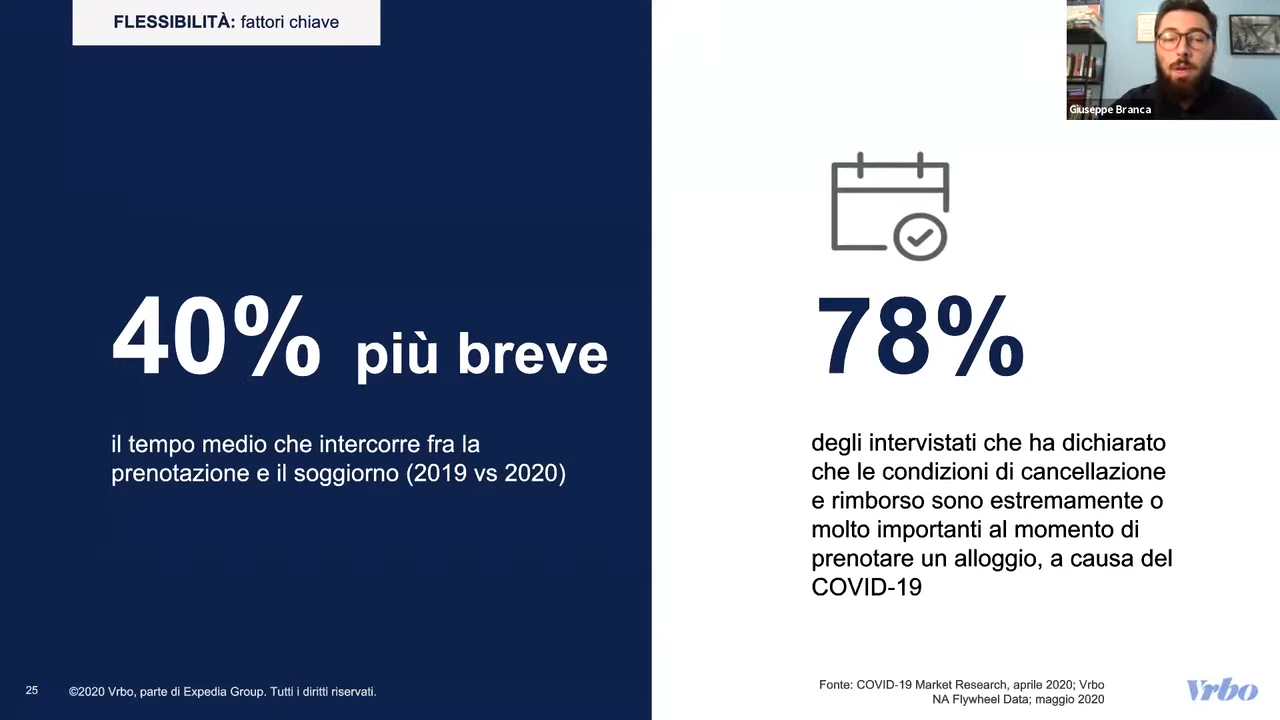 FLESSIBILITÀ: fattori chiave
Giuseppe Branca
40% più breve
il tempo medio che intercorre fra la
prenotazione e il soggiorno (2019 vs 2020)
78%
degli intervistati che ha dichiarato
che le condizioni di cancellazione
e rimborso sono estremamente o
molto importanti al momento di
prenotare un alloggio, a causa del
COVID-19
25
©2020 Vrbo, parte di Expedia Group. Tutti i diritti riservati.
Fonte: COVID-19 Market Research, aprile 2020; Vrbo
NA Flywheel Data; maggio 2020
Vrbo